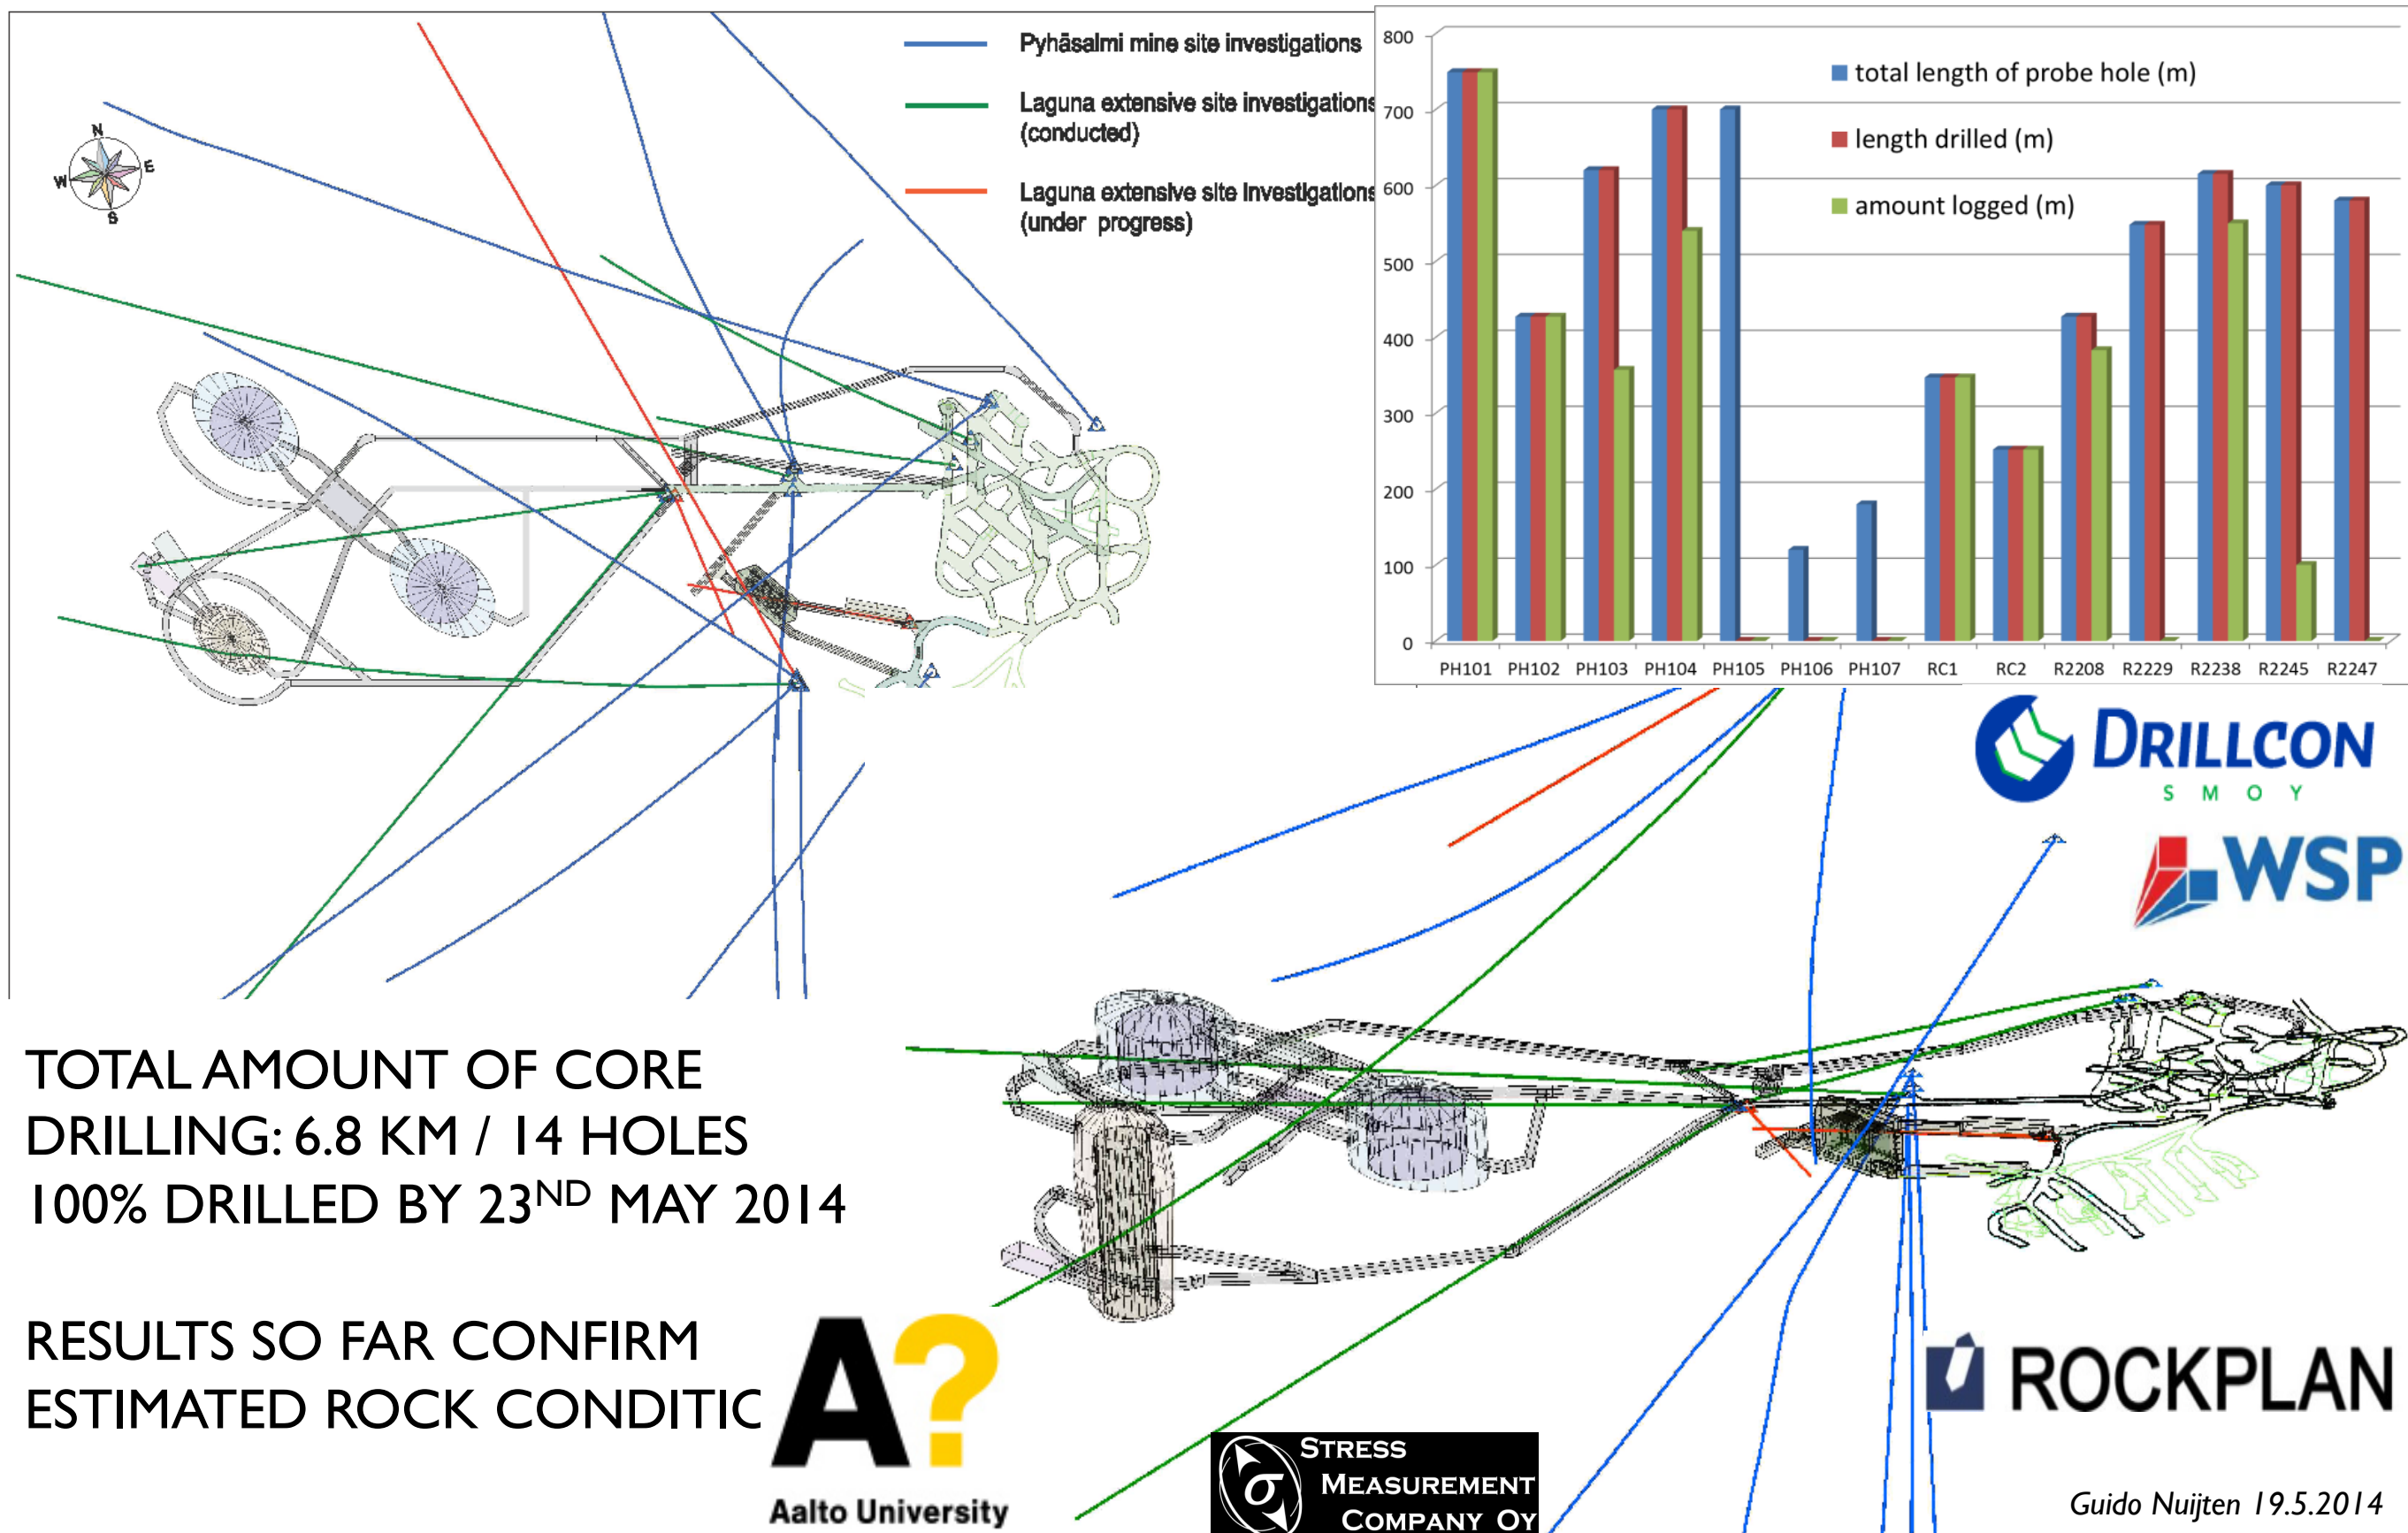 Pyhäsalmi mine site investigations
Laguna extensive site investigations
(conducted)
Laguna extensive site investigations
(under progress)
N
E
W
S
800
700
600
500
400
300
200
100
0
total length of probe hole (m)
length drilled (m)
amount logged (m)
PH101 PH102 PH103 PH104 PH105 PH106 PH107 RC1 RC2 R2208 R2229 R2238 R2245 R2247
DRILLCON
SMOY
WSP
TOTAL AMOUNT OF CORE
DRILLING: 6.8 KM / 14 HOLES
100% DRILLED BY 23ND MAY 2014
RESULTS SO FAR CONFIRM
ESTIMATED ROCK CONDITIC
A?
Aalto University
σ
STRESS
MEASUREMENT
COMPANY OY
ROCKPLAN
Guido Nuijten 19.5.2014